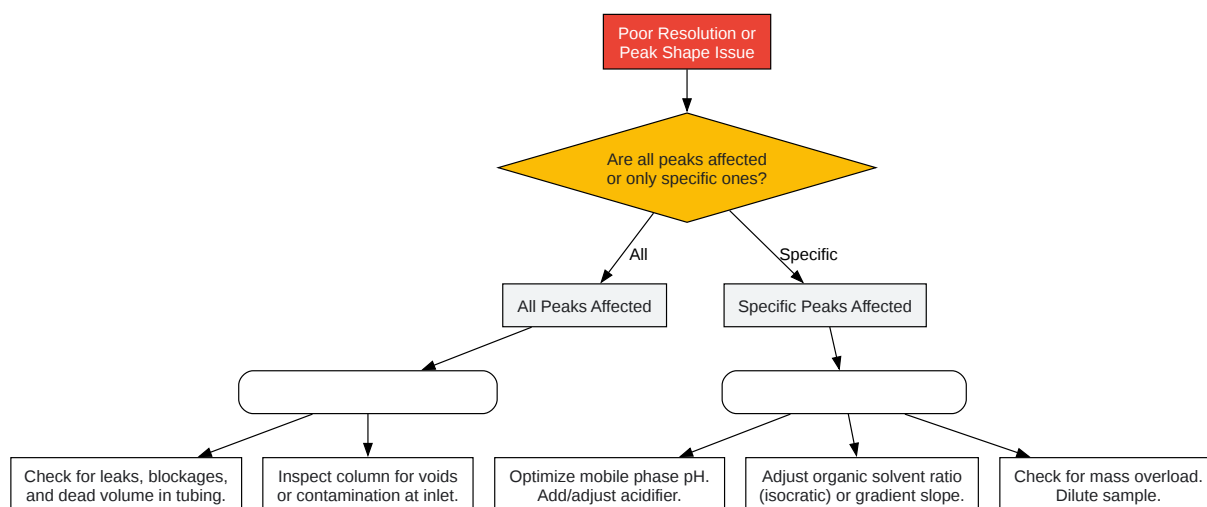 Poor Resolution or
Peak Shape Issue
Are all peaks affected
or only specific ones?
All
Specific
All Peaks Affected
Specific Peaks Affected
Check for leaks, blockages,
and dead volume in tubing.
Inspect column for voids
or contamination at inlet.
Optimize mobile phase pH.
Add/adjust acidifier.
Adjust organic solvent ratio
(isocratic) or gradient slope.
Check for mass overload.
Dilute sample.